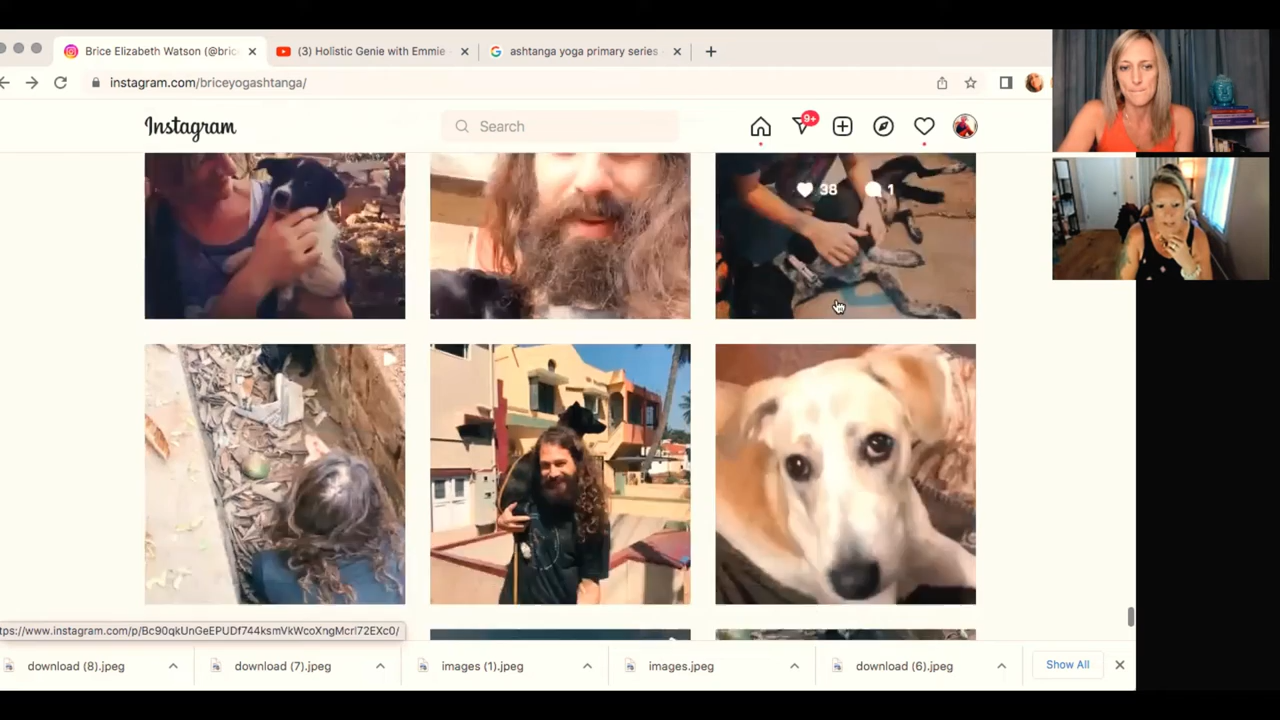 Brice Elizabeth Watson (@bric
(3) Holistic Genie with Emmie
ashtanga yoga primary series
instagram.com/briceyogashtanga/
Instagram
Search
9+
38
1
tps://www.instagram.com/p/Bc90qkUnGeEPUDf744ksmVkWcoXngMcrl72EXc0/
download (8).jpeg
download (7).jpeg
images (1).jpeg
images.jpeg
download (6).jpeg
Show All